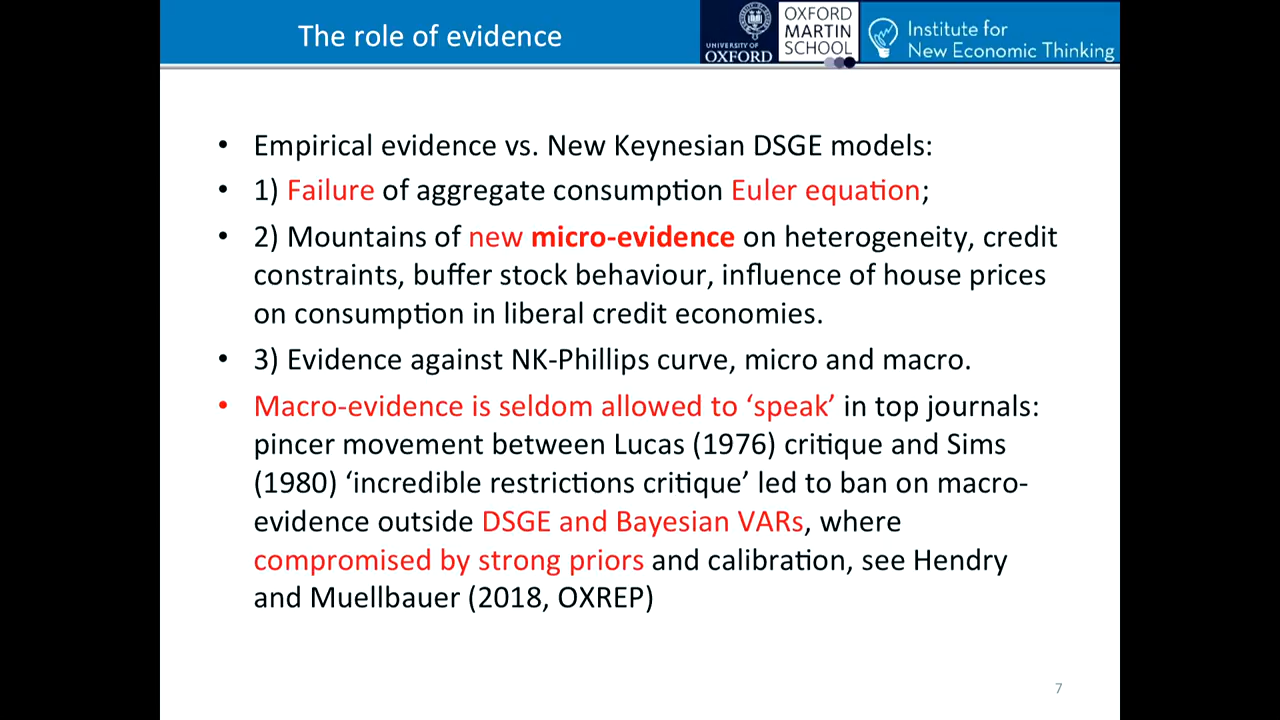 The role of evidence
UNIVERSITY OF
OXFORD
OXFORD
MARTIN
SCHOOL
Institute for
New Economic Thinking
• Empirical evidence vs. New Keynesian DSGE models:
• 1) Failure of aggregate consumption Euler equation;
• 2) Mountains of new micro-evidence on heterogeneity, credit
constraints, buffer stock behaviour, influence of house prices
on consumption in liberal credit economies.
• 3) Evidence against NK-Phillips curve, micro and macro.
• Macro-evidence is seldom allowed to ‘speak’ in top journals:
pincer movement between Lucas (1976) critique and Sims
(1980) ‘incredible restrictions critique’ led to ban on macro-
evidence outside DSGE and Bayesian VARs, where
compromised by strong priors and calibration, see Hendry
and Muellbauer (2018, OXREP)
7